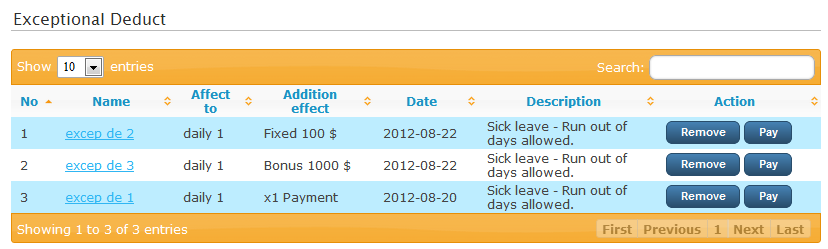 Exceptional Deduct
Show 10 entries Search:
No Name Affect to Addition effect Date Description Action
1 excep de 2 daily 1 Fixed 100 $ 2012-08-22 Sick leave - Run out of days allowed. Remove Pay
2 excep de 3 daily 1 Bonus 1000 $ 2012-08-22 Sick leave - Run out of days allowed. Remove Pay
3 excep de 1 daily 1 x1 Payment 2012-08-20 Sick leave - Run out of days allowed. Remove Pay
Showing 1 to 3 of 3 entries First Previous 1 Next Last